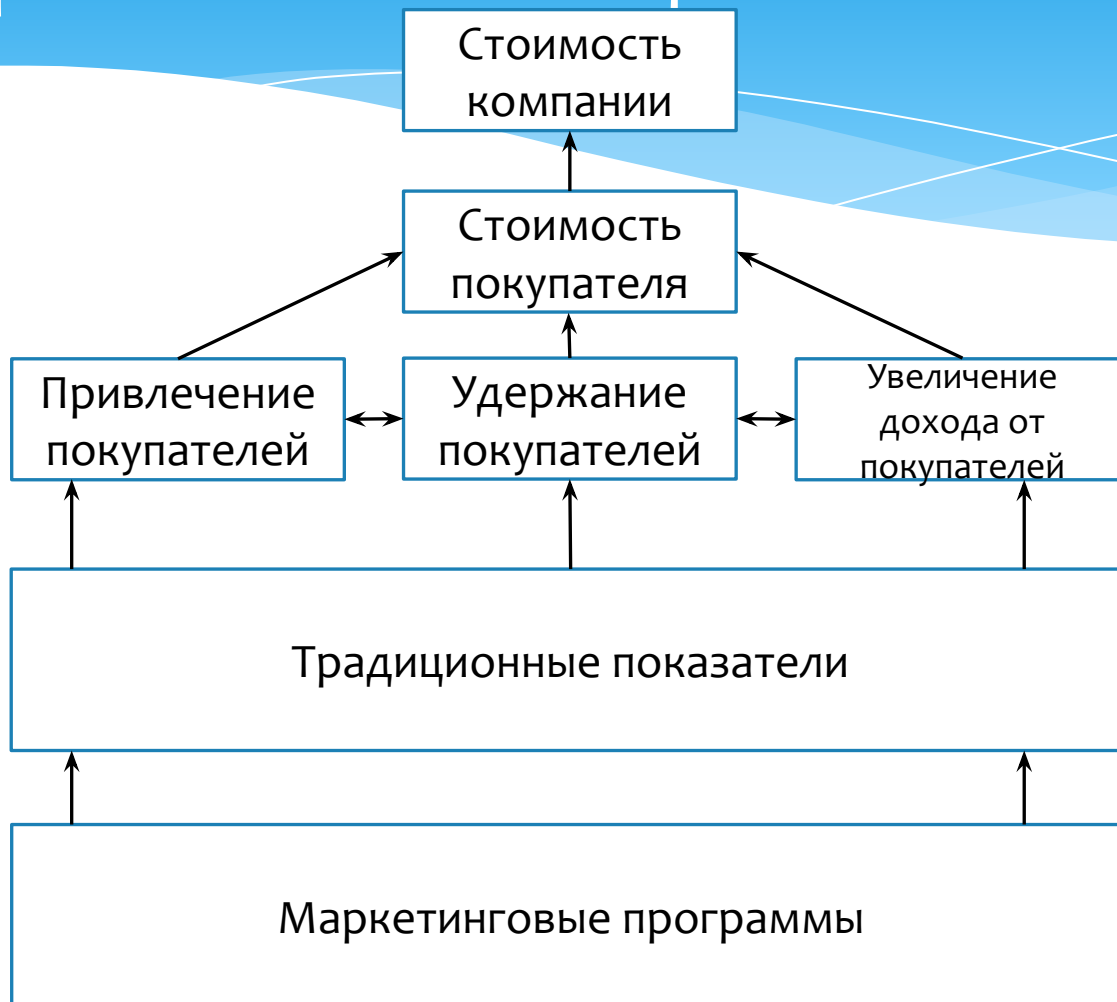 Стоимость
компании
Стоимость
покупателя
Привлечение
покупателей
Удержание
покупателей
Увеличение
дохода от
покупателей
Традиционные показатели
Маркетинговые программы